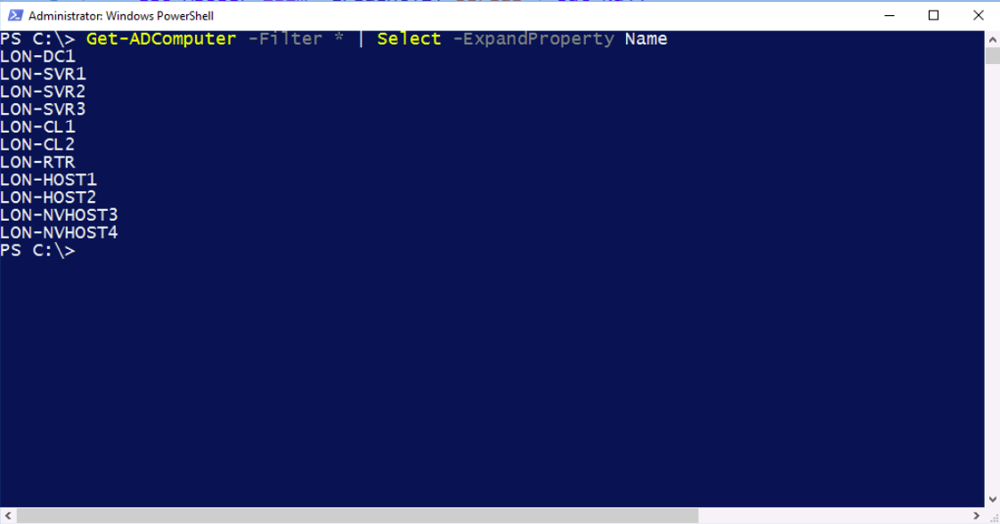 Administrator: Windows PowerShell
PS C:\> Get-ADComputer -Filter * | Select -ExpandProperty Name
LON-DC1
LON-SVR1
LON-SVR2
LON-SVR3
LON-CL1
LON-CL2
LON-RTR
LON-HOST1
LON-HOST2
LON-NVHOST3
LON-NVHOST4
PS C:\>